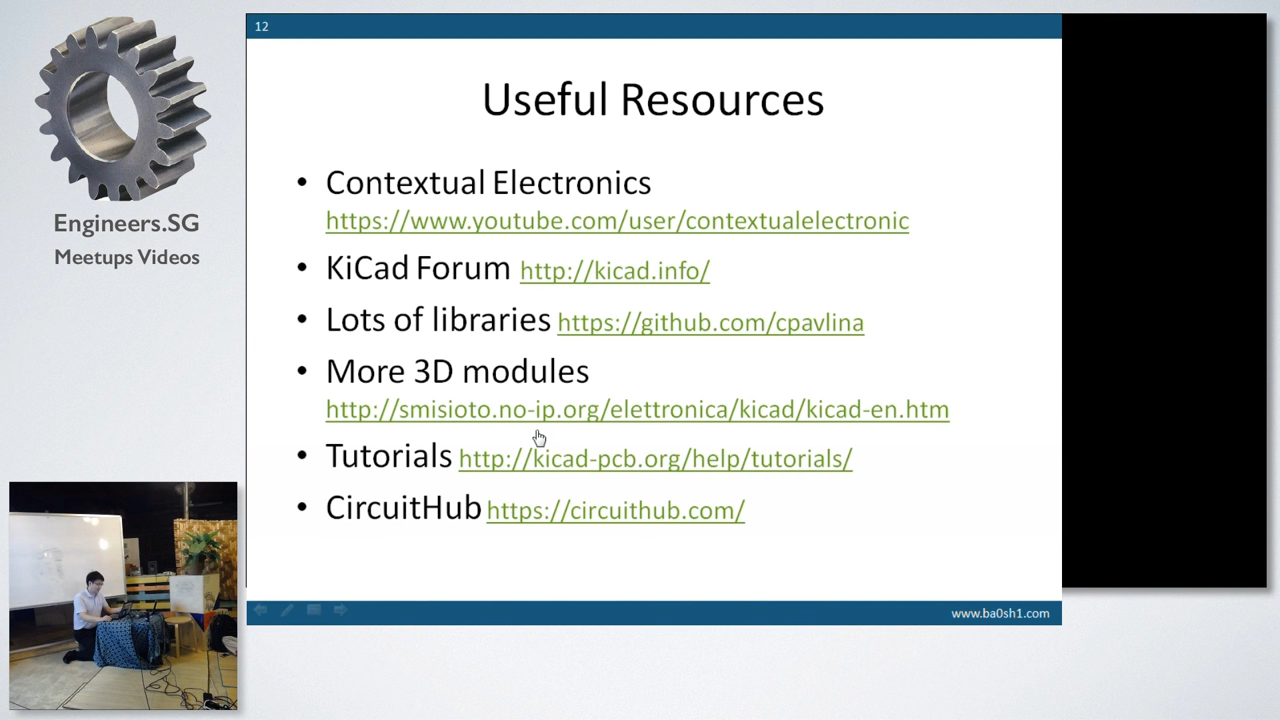 12
Useful Resources
• Contextual Electronics
https://www.youtube.com/user/contextualelectronic
• KiCad Forum http://kicad.info/
• Lots of libraries https://github.com/cpavlina
• More 3D modules
http://smisioto.no-ip.org/elettronica/kicad/kicad-en.htm
• Tutorials http://kicad-pcb.org/help/tutorials/
• CircuitHub https://circuithub.com/
www.ba0sh1.com
Engineers.SG
Meetups Videos